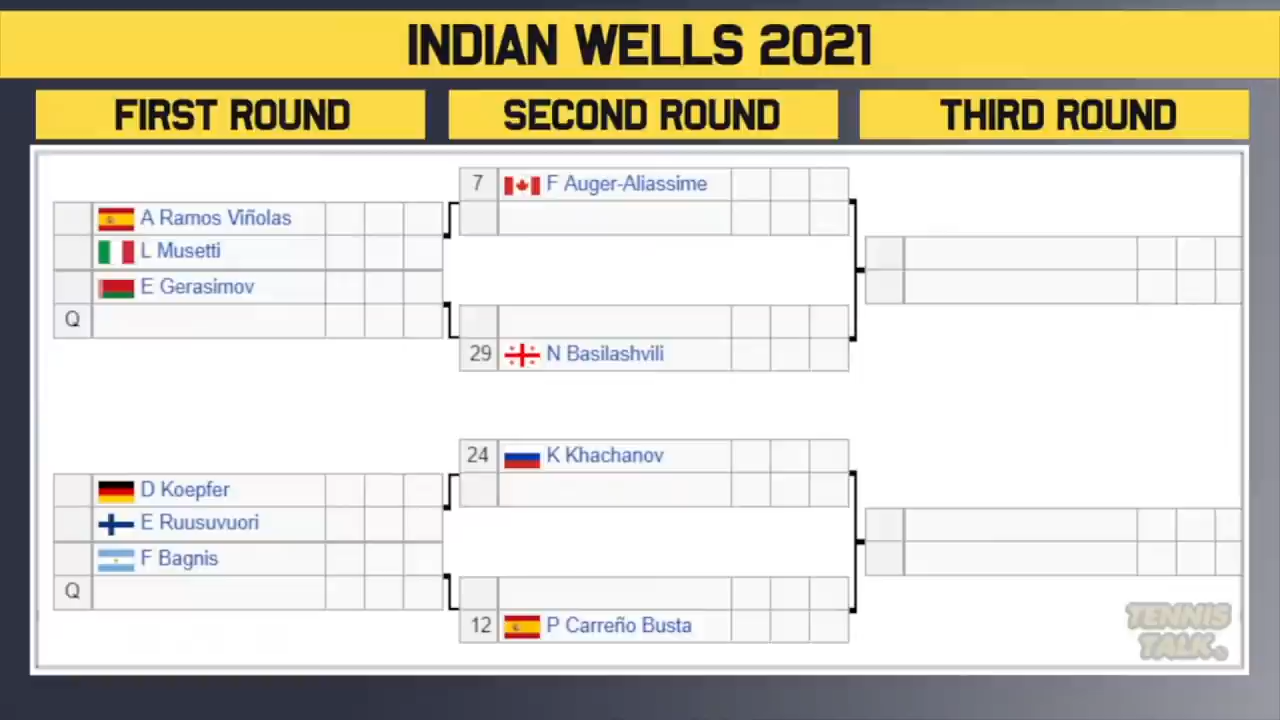 INDIAN WELLS 2021
FIRST ROUND
SECOND ROUND
THIRD ROUND
7 F Auger-Aliassime
A Ramos Viñolas
L Musetti
E Gerasimov
Q
29 N Basilashvili
24 K Khachanov
D Koepfer
E Ruusuvuori
F Bagnis
Q
12 P Carreño Busta
TENNIS
TALK